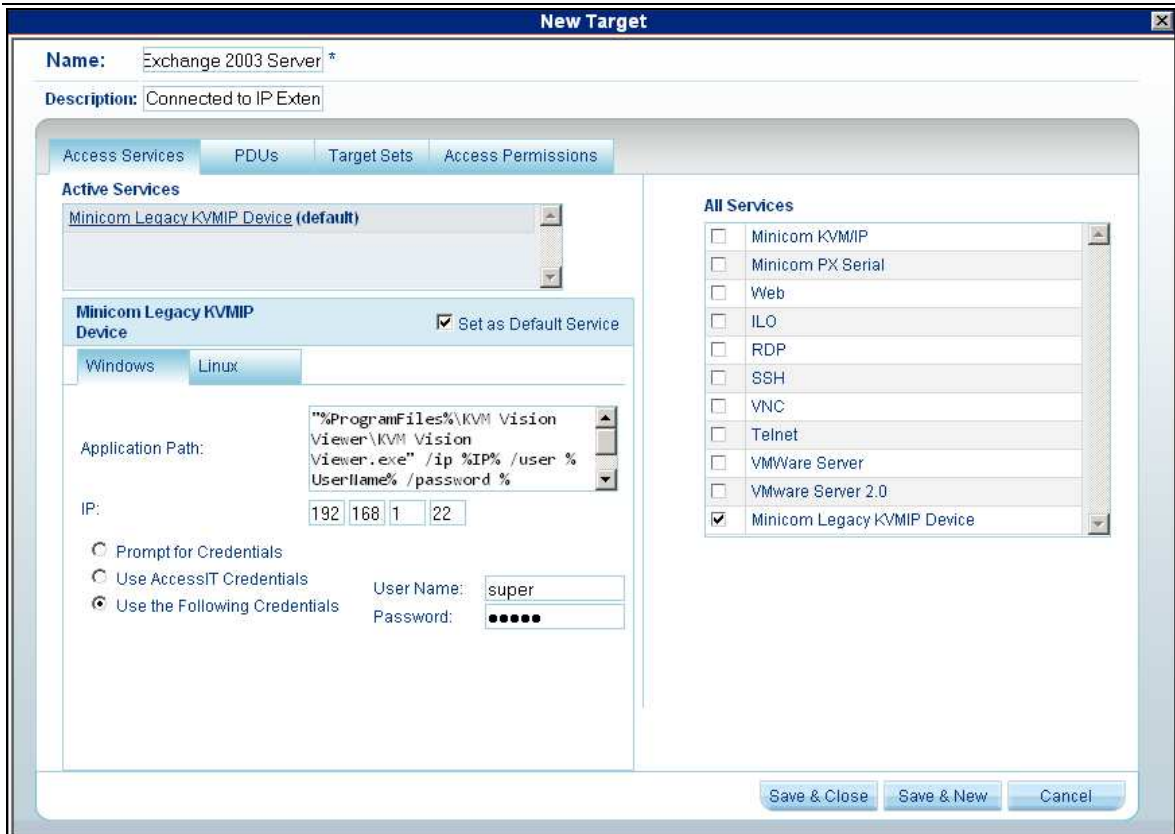 New Target
Name: Exchange 2003 Server *
Description: Connected to IP Exten
Access Services PDUs Target Sets Access Permissions
Active Services
Minicom Legacy KVMIP Device (default)
Minicom Legacy KVMIP
Device
Set as Default Service
Windows Linux
Application Path:
"%ProgramFiles%\KVM Vision
Viewer\KVM Vision
Viewer.exe" /ip %IP% /user %
UserName% /password %
IP: 192 168 1 22
Prompt for Credentials
Use AccessIT Credentials
Use the Following Credentials
User Name: super
Password: •••••
All Services
Minicom KVM/IP
Minicom PX Serial
Web
ILO
RDP
SSH
VNC
Telnet
VMWare Server
VMware Server 2.0
Minicom Legacy KVMIP Device
Save & Close Save & New Cancel